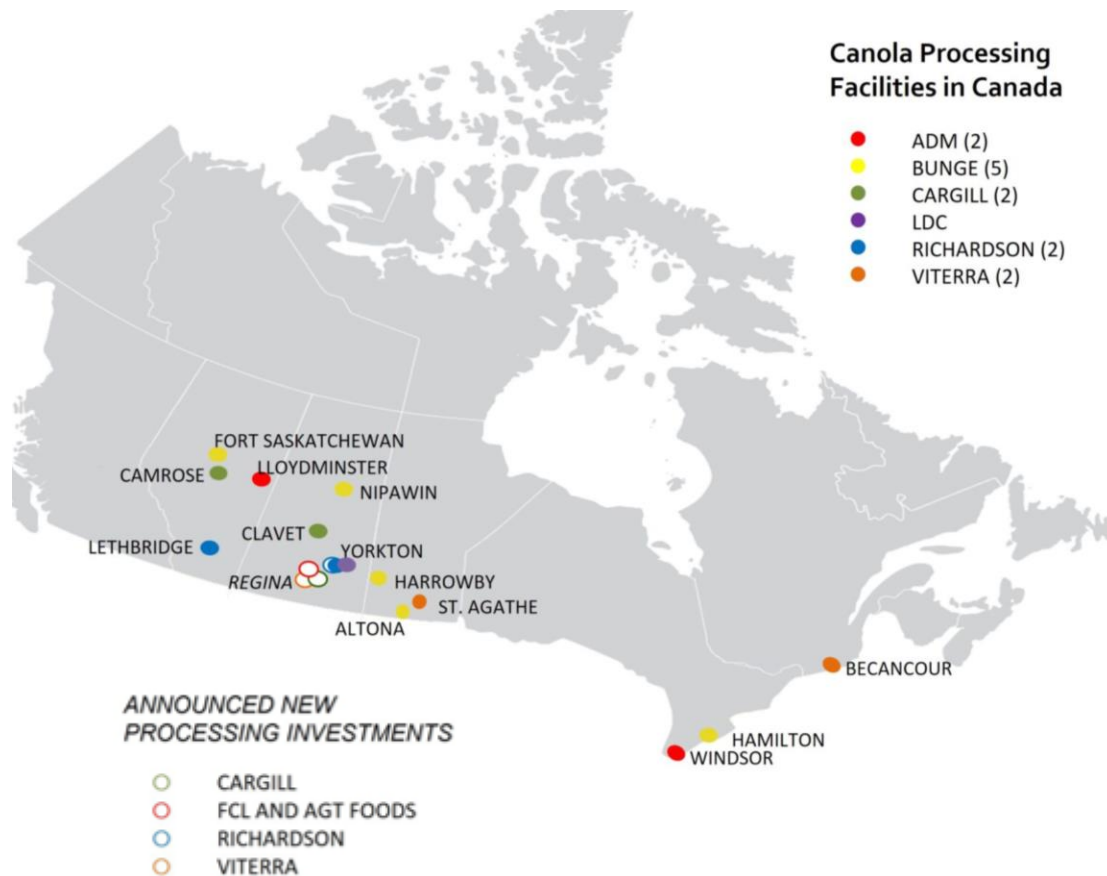 Canola Processing
Facilities in Canada
ADM (2)
BUNGE (5)
CARGILL (2)
LDC
RICHARDSON (2)
VITERRA (2)
FORT SASKATCHEWAN
CAMROSE
LLOYDMINSTER
NIPAWIN
CLAVET
LETHBRIDGE
YORKTON
REGINA
HARROWBY
ST. AGATHE
ALTONA
BECANCOUR
HAMILTON
WINDSOR
ANNOUNCED NEW
PROCESSING INVESTMENTS
CARGILL
FCL AND AGT FOODS
RICHARDSON
VITERRA